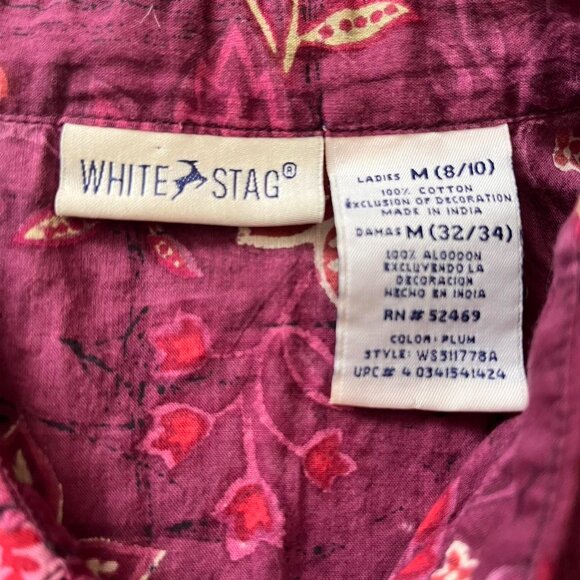 WHITE STAG®
LADIES M (8/10)
100% COTTON
EXCLUSION OF DECORATION
MADE IN INDIA
DAMAS M (32/34)
100% ALGODON
EXCLUYENDO LA
DECORACION
HECHO EN INDIA
RN# 52469
COLOR: PLUM
STYLE: WS311778A
UPC# 4 0341541424